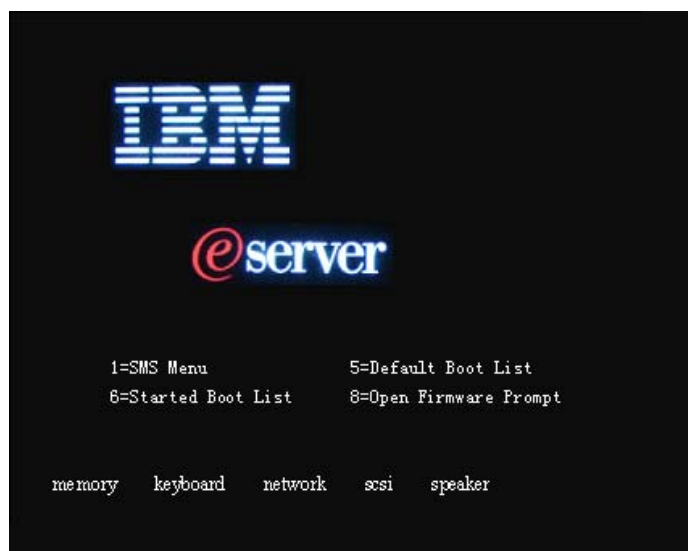 IBM
eserver
1=SMS Menu 5=Default Boot List
6=Started Boot List 8=Open Firmware Prompt
memory keyboard network scsi speaker